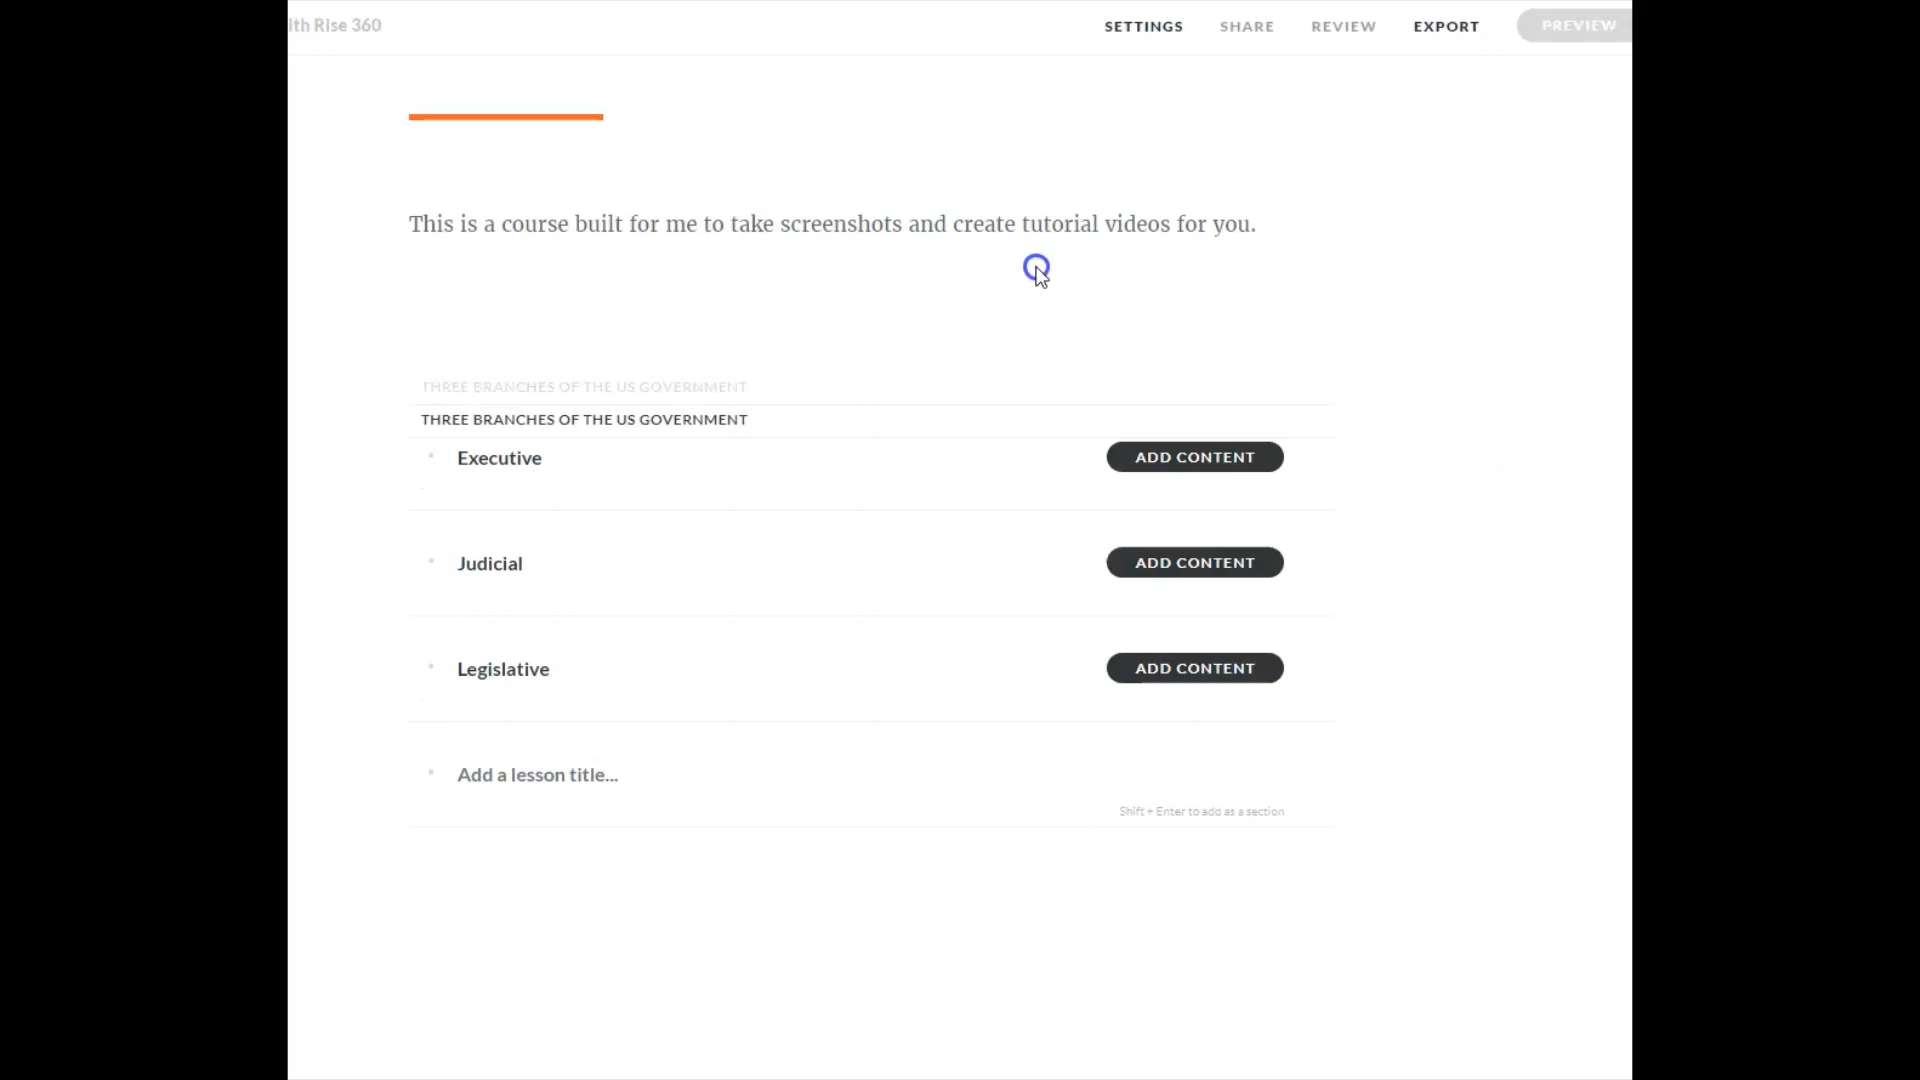 lth Rise 360
SETTINGS SHARE REVIEW EXPORT PREVIEW
This is a course built for me to take screenshots and create tutorial videos for you.
THREE BRANCHES OF THE US GOVERNMENT
THREE BRANCHES OF THE US GOVERNMENT
Executive ADD CONTENT
Judicial ADD CONTENT
Legislative ADD CONTENT
Add a lesson title...
Shift + Enter to add as a section